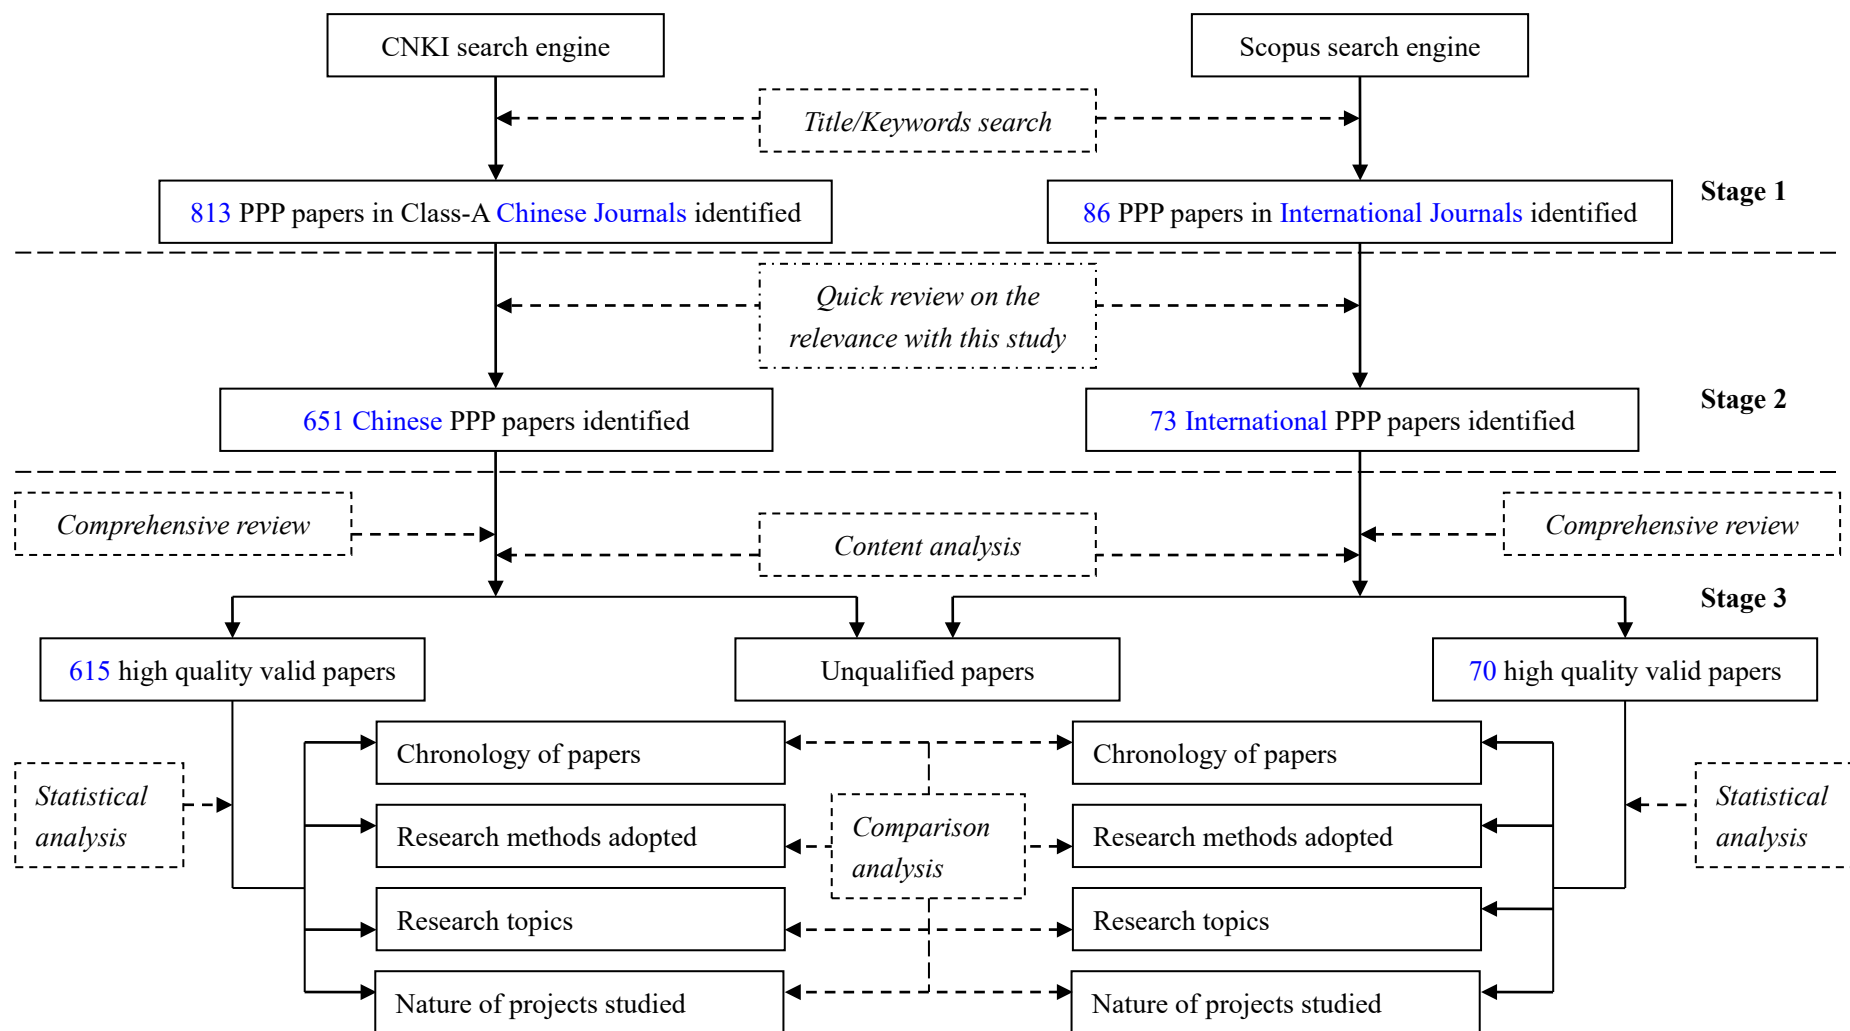 CNKI search engine
Scopus search engine
Title/Keywords search
813 PPP papers in Class-A Chinese Journals identified
86 PPP papers in International Journals identified
Stage 1
Quick review on the
relevance with this study
651 Chinese PPP papers identified
73 International PPP papers identified
Stage 2
Comprehensive review
Content analysis
Comprehensive review
Stage 3
615 high quality valid papers
Unqualified papers
70 high quality valid papers
Chronology of papers
Chronology of papers
Statistical
analysis
Research methods adopted
Comparison
analysis
Research methods adopted
Statistical
analysis
Research topics
Research topics
Nature of projects studied
Nature of projects studied